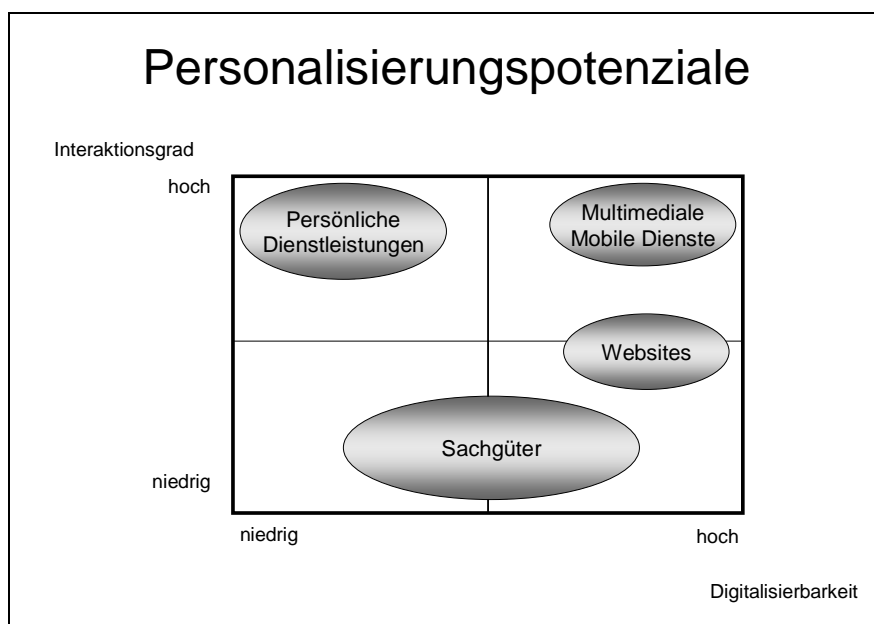 Personalisierungspotenziale
Interaktionsgrad
hoch
Persönliche
Dienstleistungen
Multimediale
Mobile Dienste
Websites
Sachgüter
niedrig
niedrig
hoch
Digitalisierbarkeit